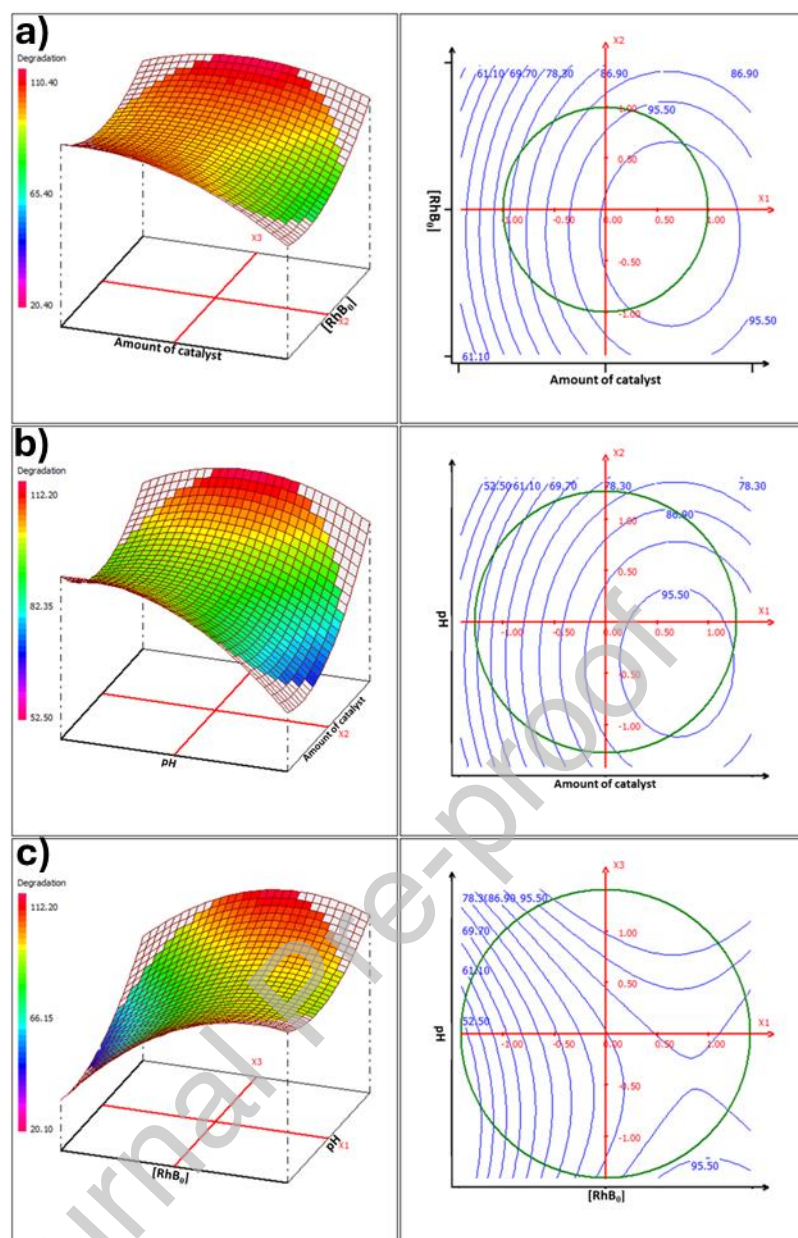 a)
Degradation
110.40
65.40
20.40
X3
X2
Amount of catalyst
[RhB₀]
X2
61.10 69.70 78.30 86.90 86.90
95.50
1.00
0.50
X1
-1.00 -0.50 0.00 0.50 1.00
0.00
-0.50
-1.00
95.50
61.10
[RhB₀]
Amount of catalyst
b)
Degradation
112.20
82.35
52.50
X2
pH
Amount of catalyst
X2
52.50 61.10 69.70 78.30 78.30
86.90
1.00
0.50
95.50
X1
-1.00 -0.50 0.00 0.50 1.00
0.00
-0.50
-1.00
pH
Amount of catalyst
c)
Degradation
112.20
66.15
20.10
X3
X1
[RhB₀]
pH
X3
78.30 86.90 95.50
69.70
61.10
52.50
1.00
0.50
X1
-1.00 -0.50 0.00 0.50 1.00
0.00
-0.50
-1.00
95.50
pH
[RhB₀]
urnal Pre-proof